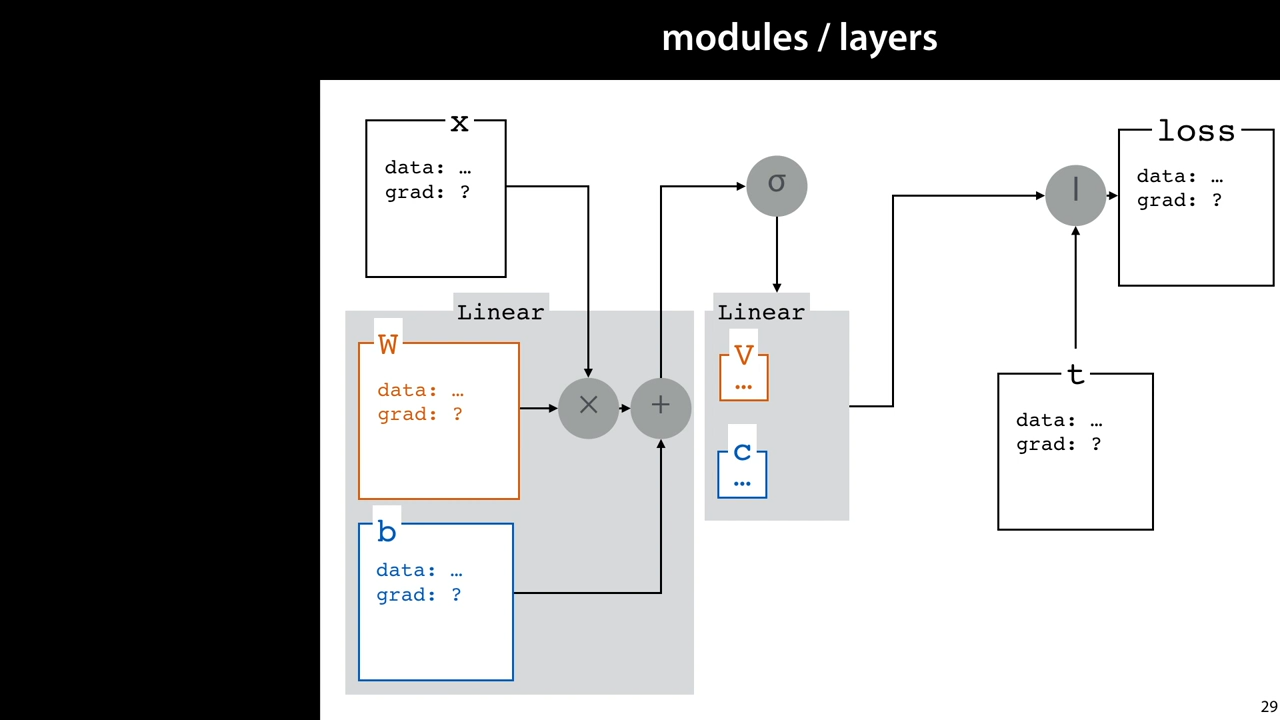 modules / layers
x
data: …
grad: ?
σ
l
loss
data: …
grad: ?
Linear
W
data: …
grad: ?
×
+
b
data: …
grad: ?
Linear
V
…
c
…
t
data: …
grad: ?
29